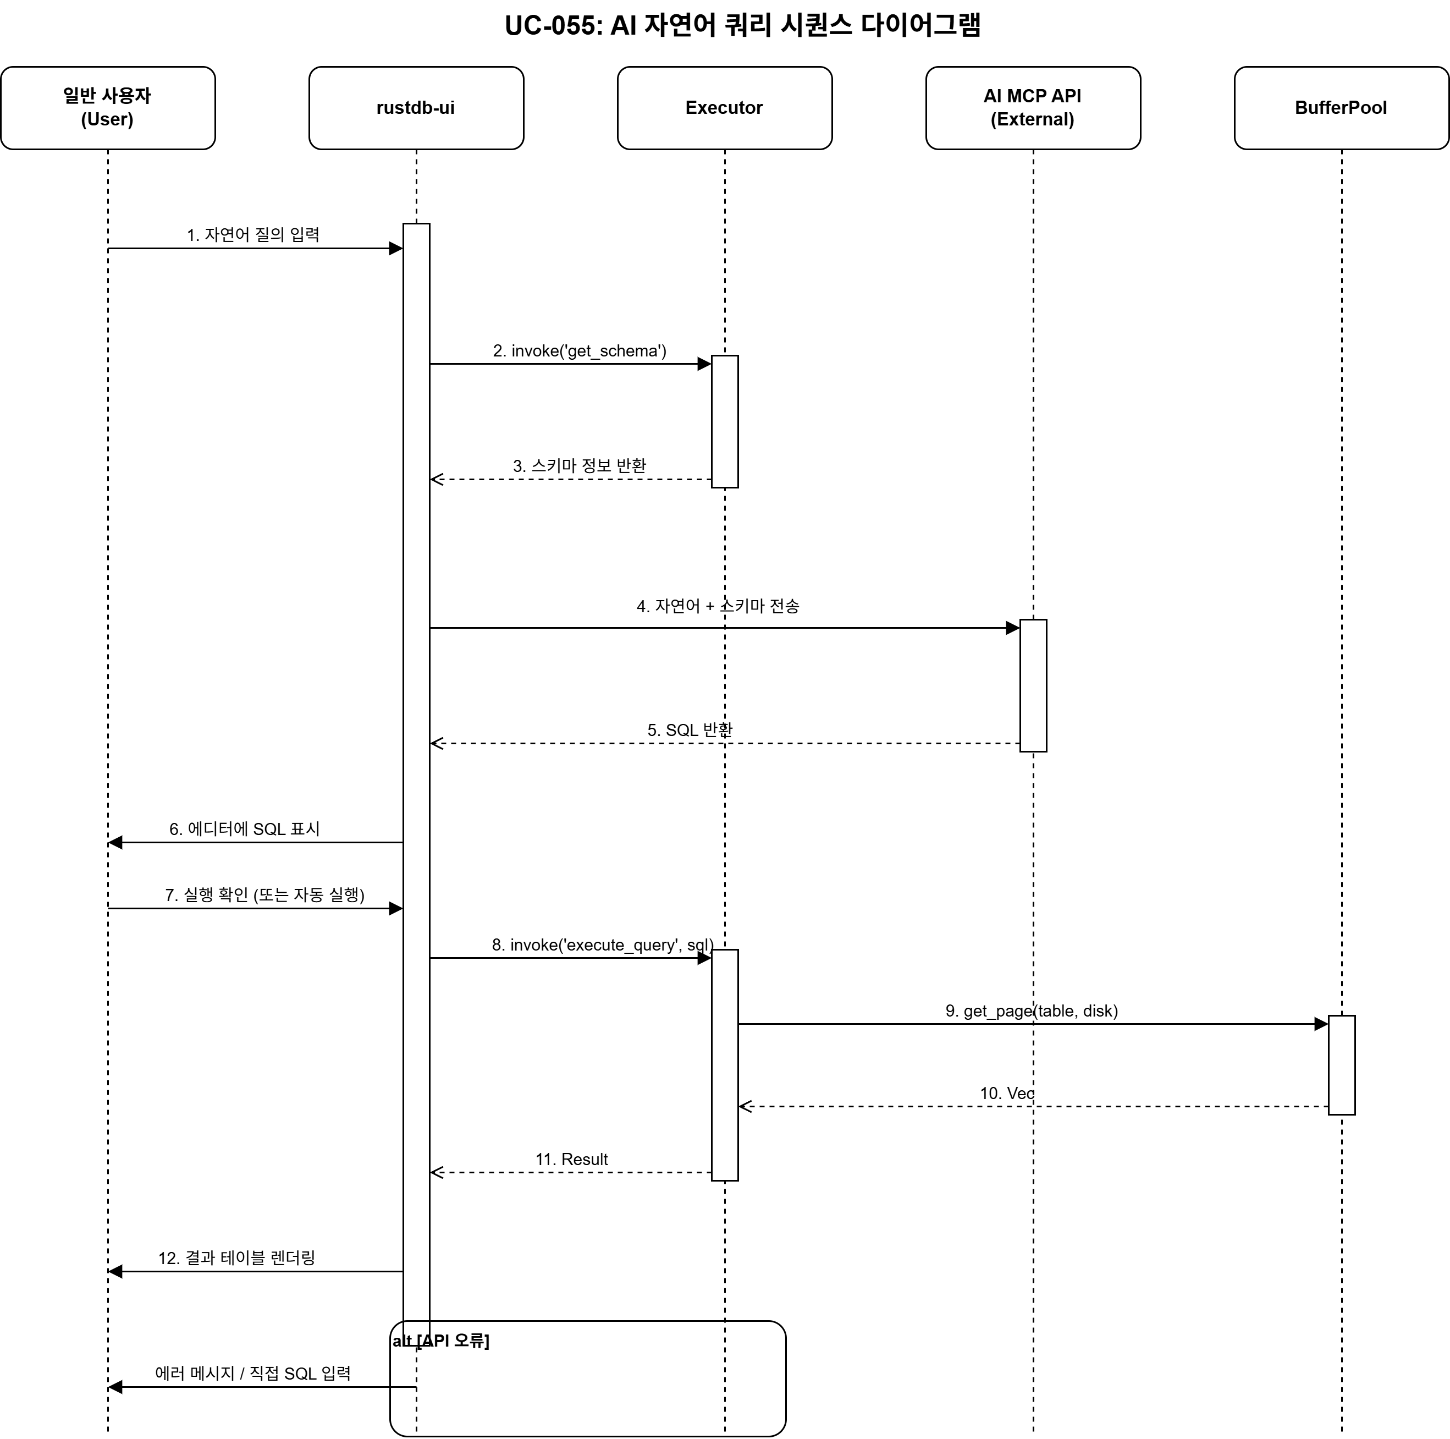 UC-055: AI 자연어 쿼리 시퀀스 다이어그램
일반 사용자
(User)
rustdb-ui
Executor
AI MCP API
(External)
BufferPool
1. 자연어 질의 입력
2. invoke('get_schema')
3. 스키마 정보 반환
4. 자연어 + 스키마 전송
5. SQL 반환
6. 에디터에 SQL 표시
7. 실행 확인 (또는 자동 실행)
8. invoke('execute_query', sql)
9. get_page(table, disk)
10. Vec
11. Result
12. 결과 테이블 렌더링
alt [API 오류]
에러 메시지 / 직접 SQL 입력